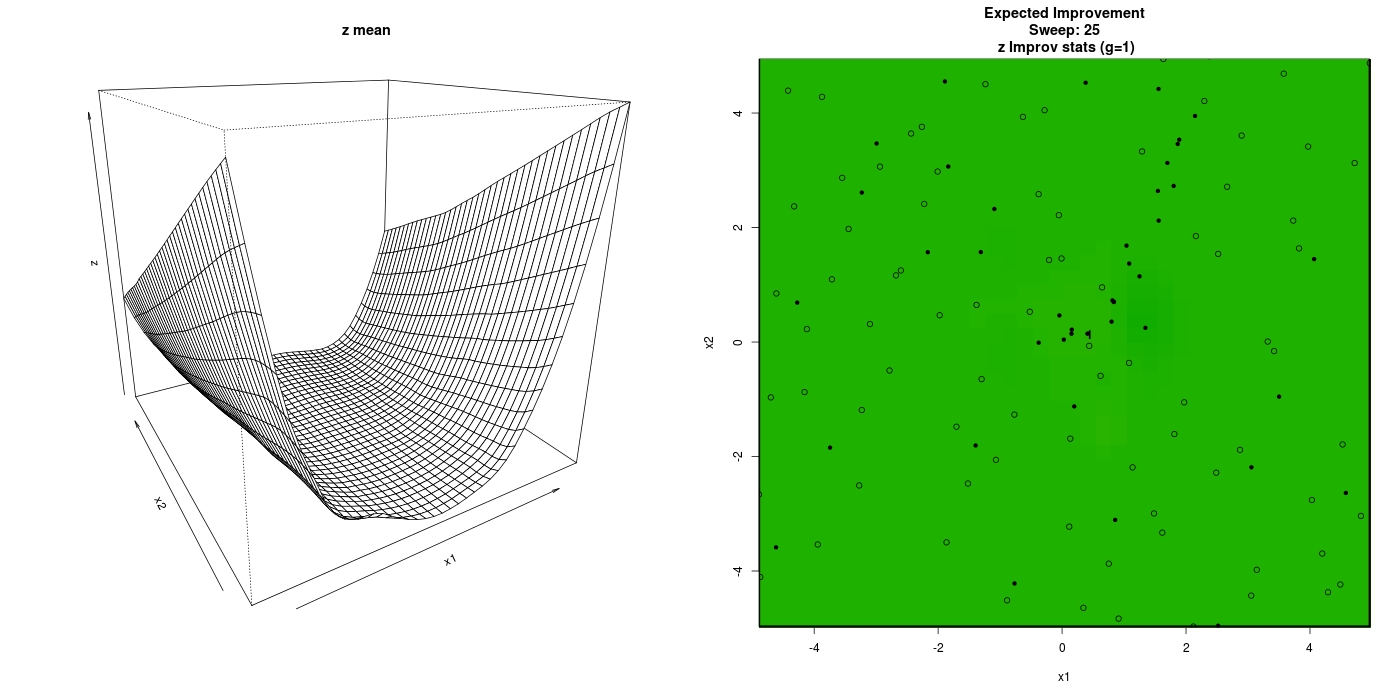 z mean
z
x2
x1
Expected Improvement
Sweep: 25
z Improv stats (g=1)
x2
4
2
0
-2
-4
-4
-2
0
2
4
x1